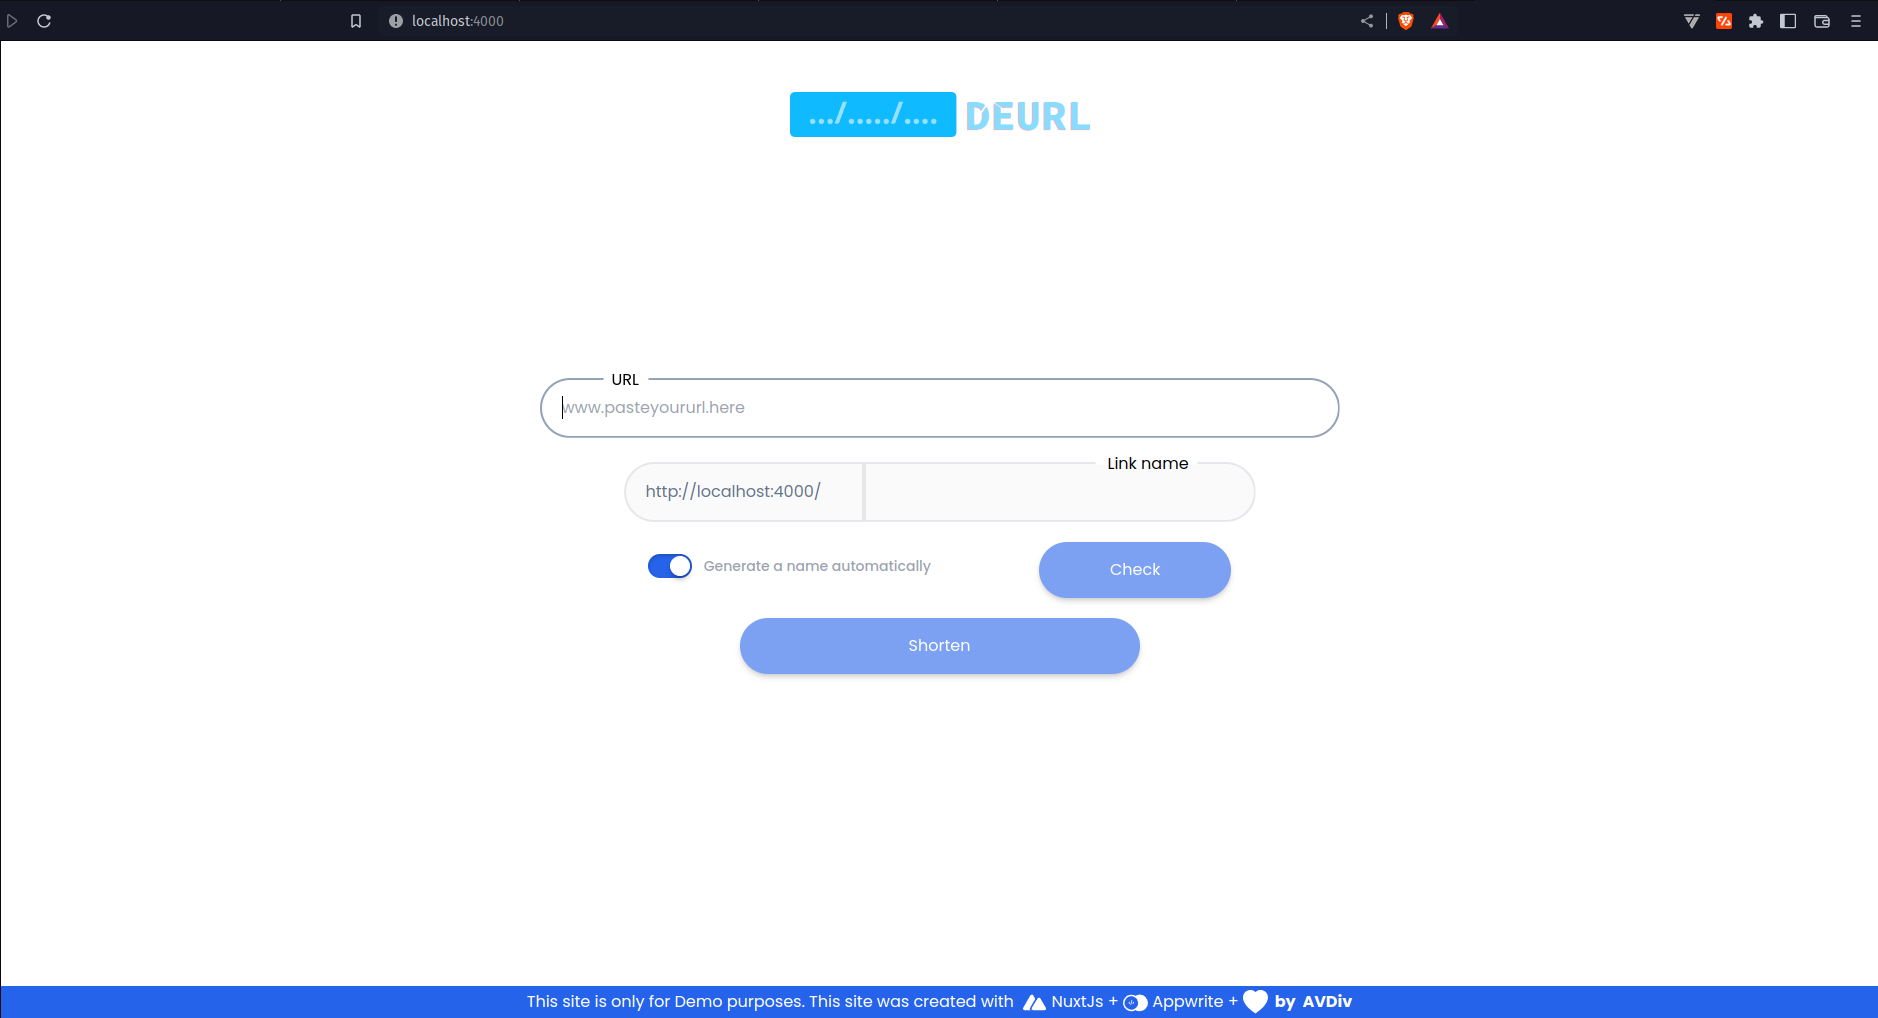 localhost:4000
.../...../.... DEURL
URL
www.pasteyoururl.here
Link name
http://localhost:4000/
Generate a name automatically
Check
Shorten
This site is only for Demo purposes. This site was created with NuxtJs + Appwrite + by AVDiv